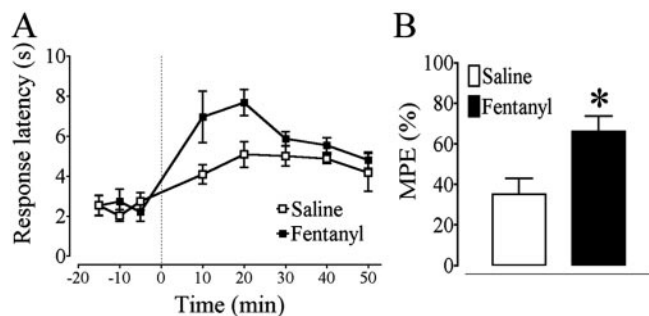 A
Response latency (s)
10
8
6
4
2
0
-20 -10 0 10 20 30 40 50
Time (min)
Saline
Fentanyl
B
MPE (%)
100
80
60
40
20
0
Saline
Fentanyl
*